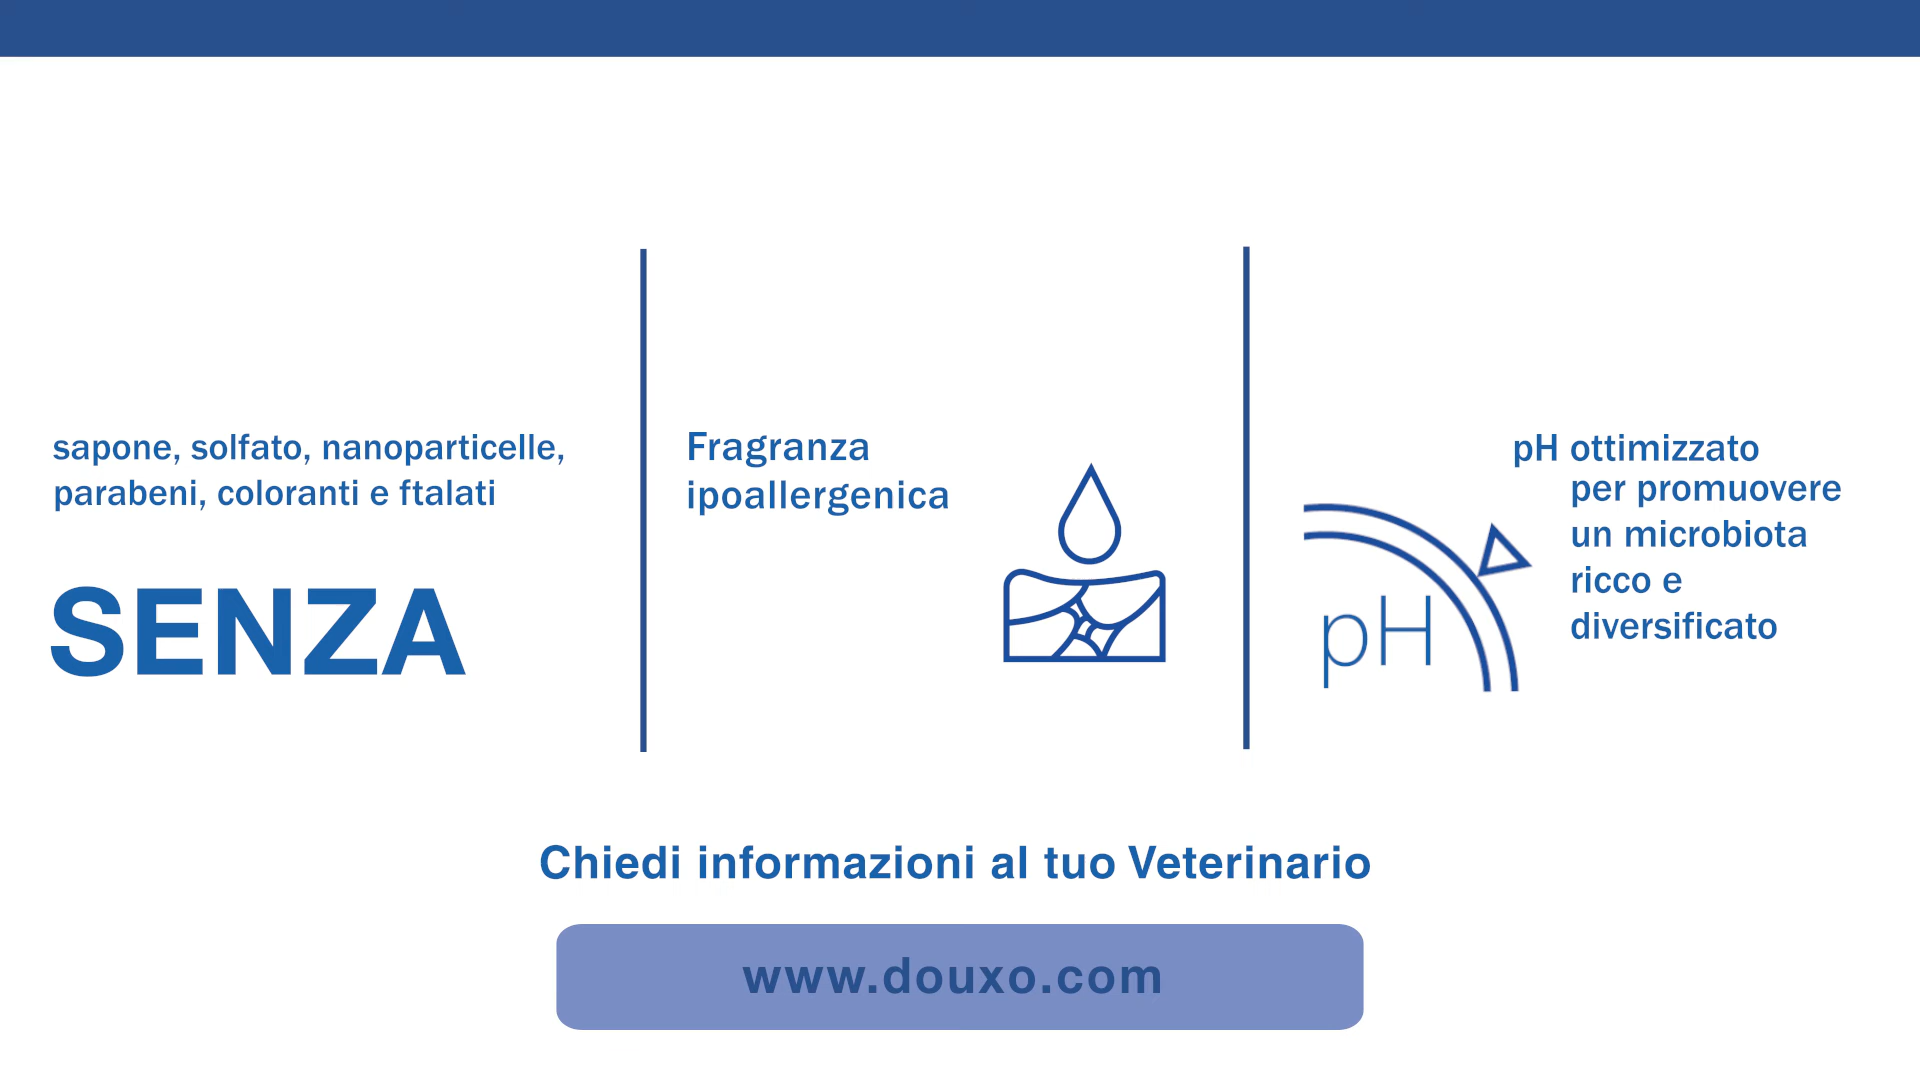 sapone, solfato, nanoparticelle,
parabeni, coloranti e ftalati
SENZA
Fragranza
ipoallergenica
pH ottimizzato
per promuovere
un microbiota
ricco e
diversificato
pH
Chiedi informazioni al tuo Veterinario
www.douxo.com